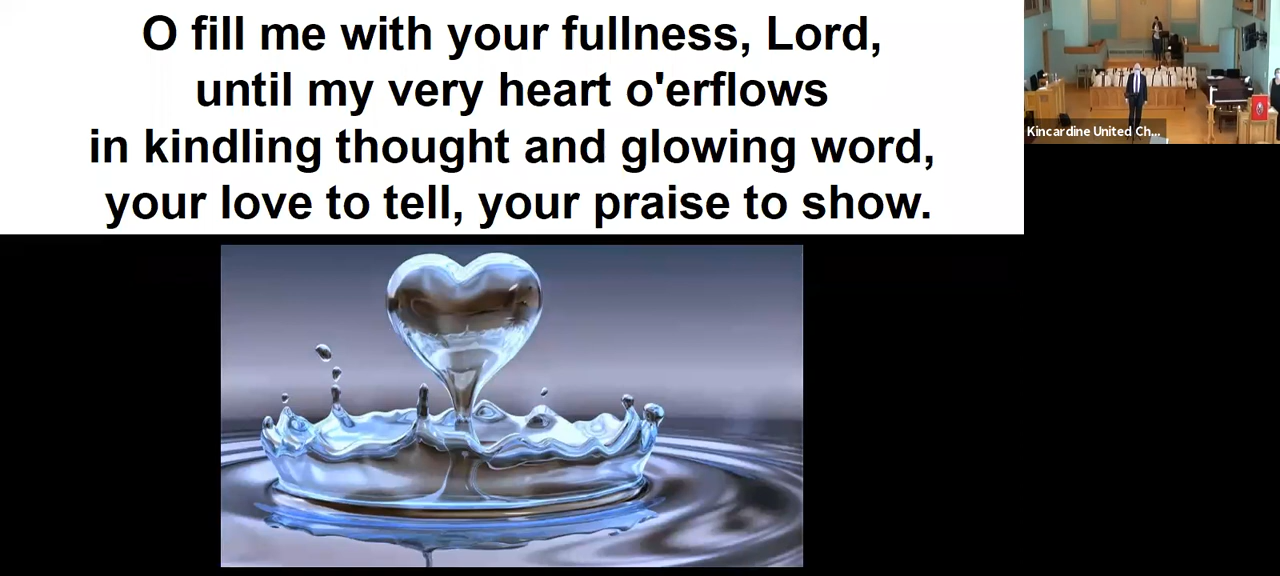 O fill me with your fullness, Lord,
until my very heart o'erflows
in kindling thought and glowing word,
your love to tell, your praise to show.
Kincardine United Ch...